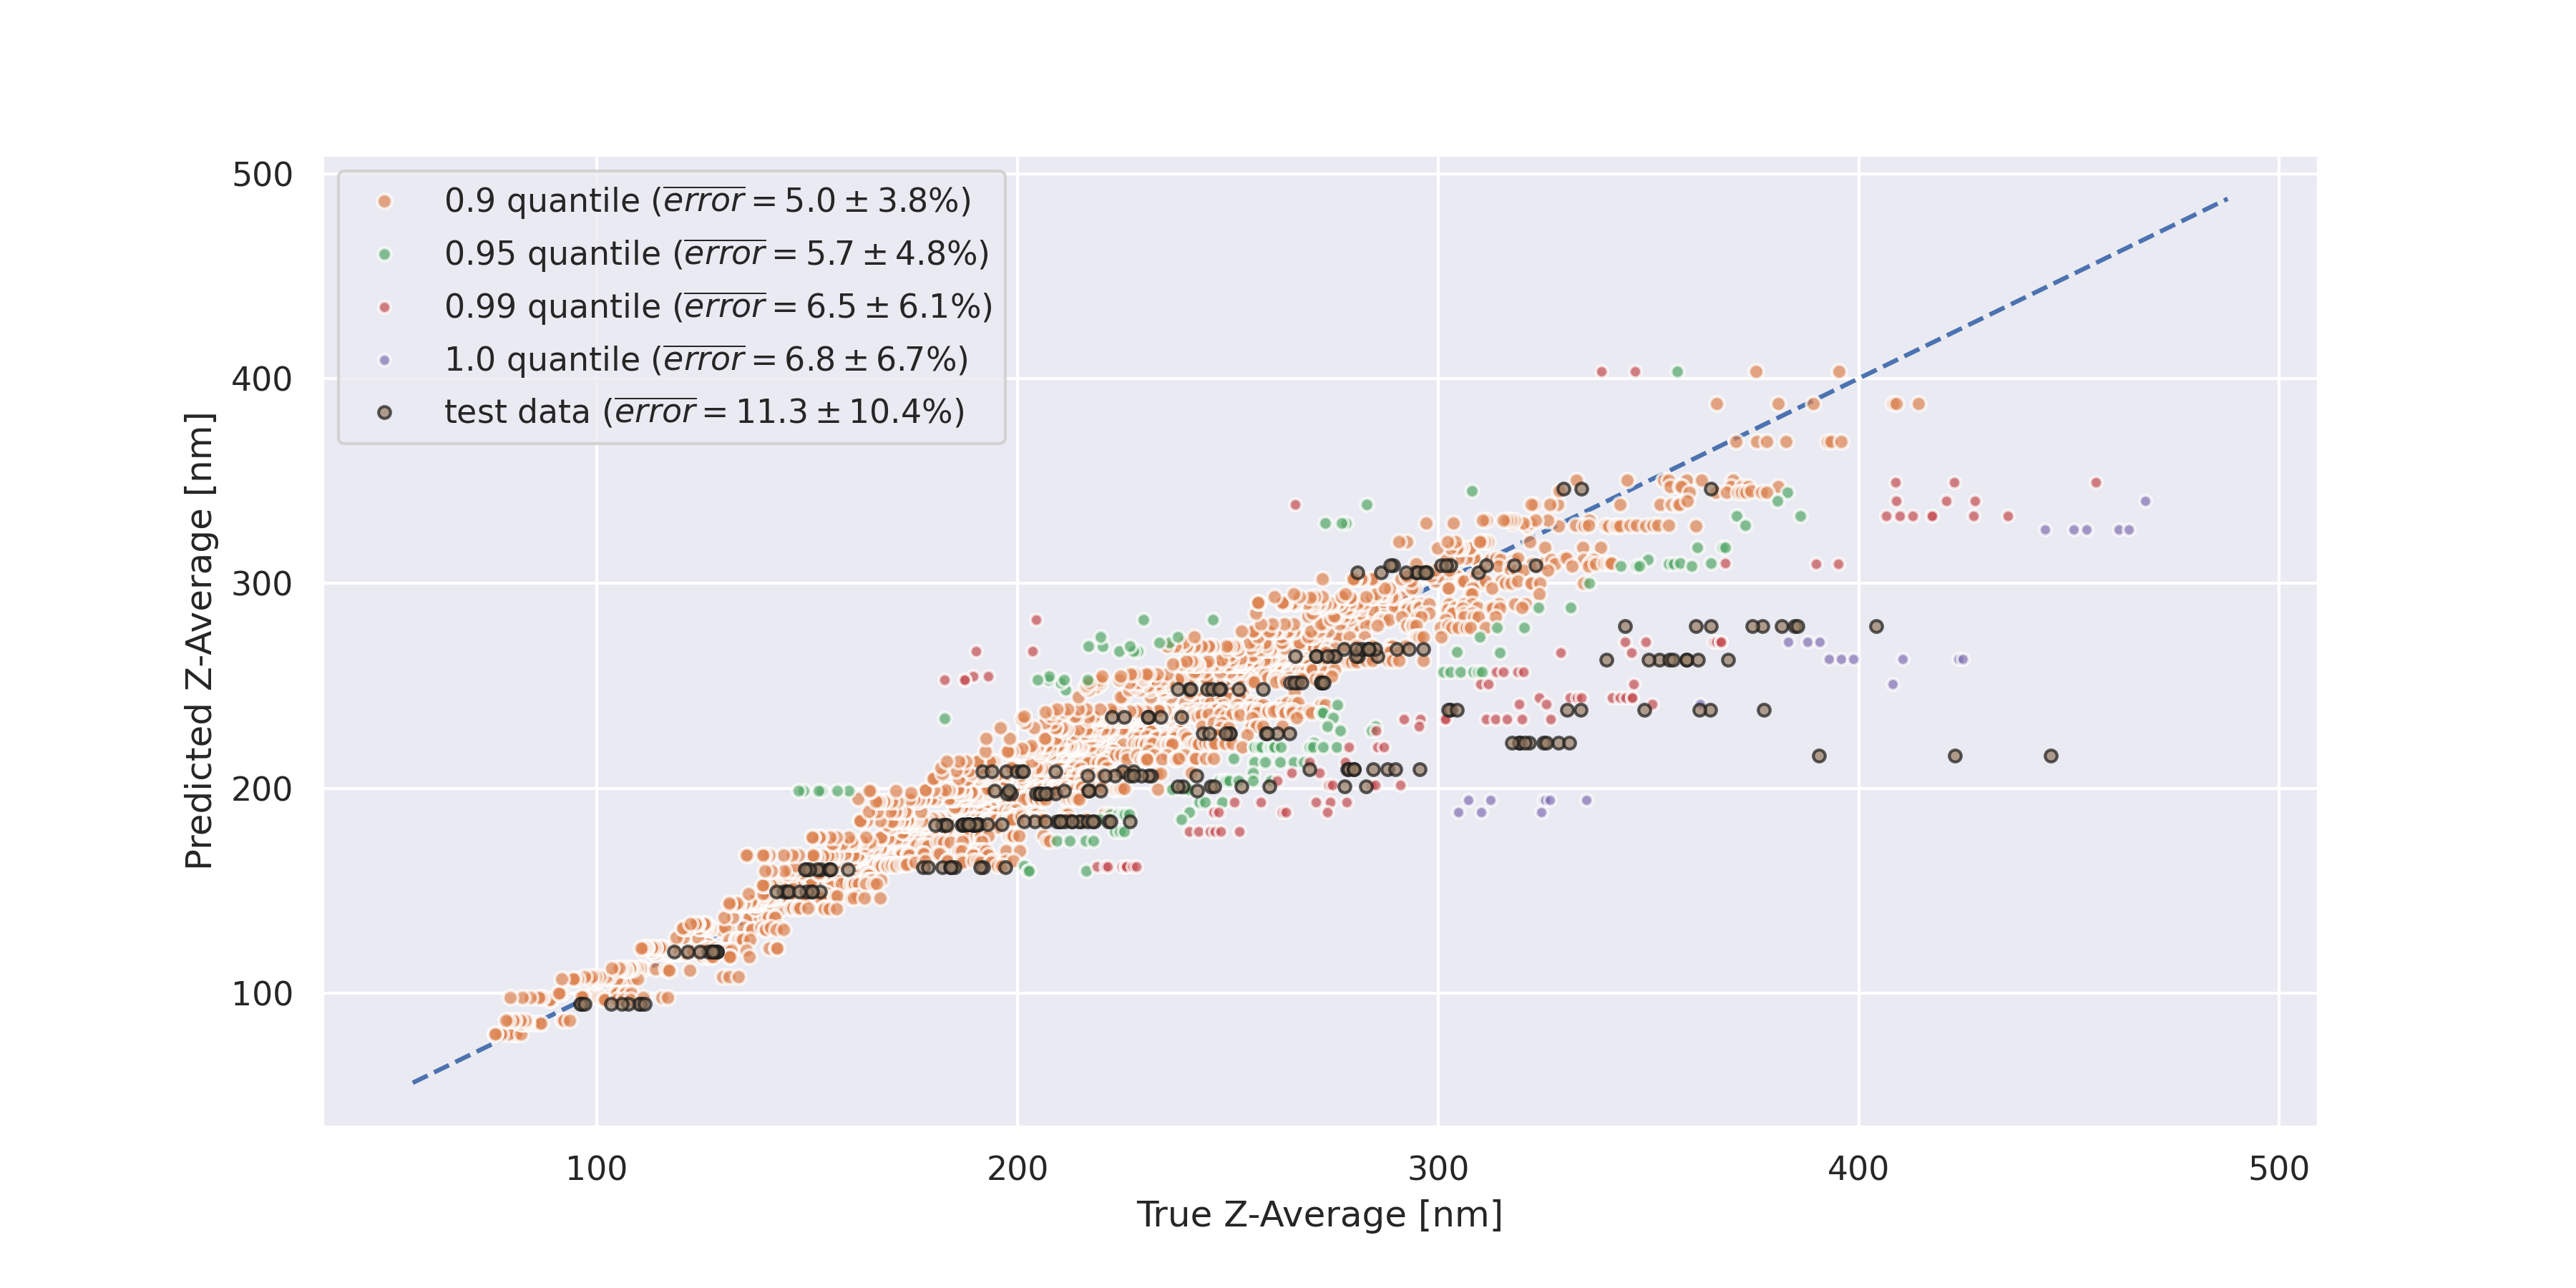 500
400
300
200
100
Predicted Z-Average [nm]
0.9 quantile (error = 5.0 ± 3.8%)
0.95 quantile (error = 5.7 ± 4.8%)
0.99 quantile (error = 6.5 ± 6.1%)
1.0 quantile (error = 6.8 ± 6.7%)
test data (error = 11.3 ± 10.4%)
100 200 300 400 500
True Z-Average [nm]